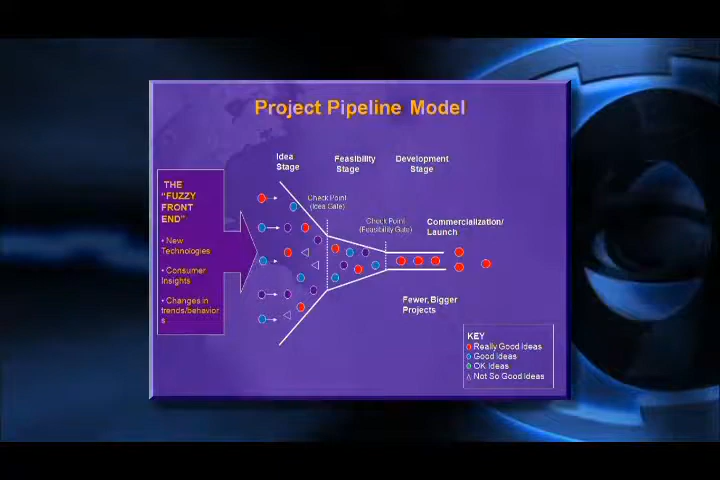 Project Pipeline Model
Idea
Stage
Feasibility
Stage
Development
Stage
THE
"FUZZY
FRONT
END"
• New
Technologies
• Consumer
Insights
• Changes in
trends/behavior
s
Check Point
(Idea Gate)
Check Point
(Feasibility Gate)
Commercialization/
Launch
Fewer, Bigger
Projects
KEY
Really Good Ideas
Good Ideas
OK Ideas
Not So Good Ideas